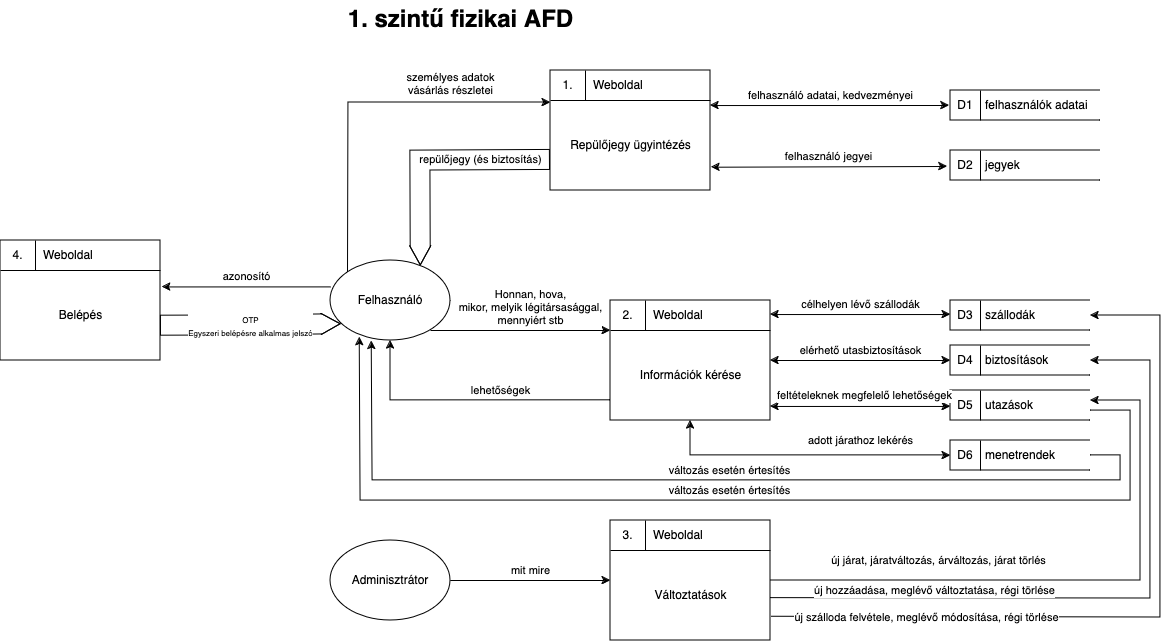 1. szintű fizikai AFD
személyes adatok
vásárlás részletei
1. Weboldal
Repülőjegy ügyintézés
felhasználó adatai, kedvezményei
D1 felhasználók adatai
repülőjegy (és biztosítás)
felhasználó jegyei
D2 jegyek
4. Weboldal
Belépés
azonosító
OTP
Egyszeri belépésre alkalmas jelszó
Felhasználó
Honnan, hova,
mikor, melyik légitársasággal,
mennyiért stb
2. Weboldal
Információk kérése
célhelyen lévő szállodák
D3 szállodák
elérhető utasbiztosítások
D4 biztosítások
lehetőségek
feltételeknek megfelelő lehetőségek
D5 utazások
adott járathoz lekérés
D6 menetrendek
változás esetén értesítés
változás esetén értesítés
3. Weboldal
Változtatások
Adminisztrátor
mit mire
új járat, járatváltozás, árváltozás, járat törlés
új hozzáadása, meglévő változtatása, régi törlése
új szálloda felvétele, meglévő módosítása, régi törlése